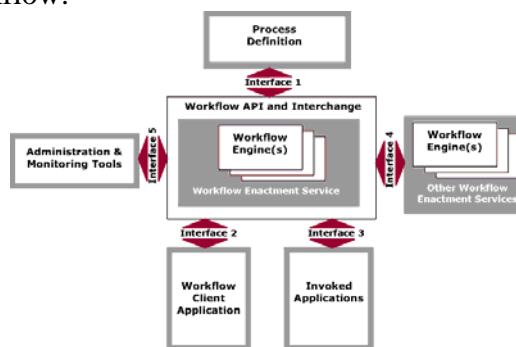 Process
Definition
Interface 1
Workflow API and Interchange
Workflow
Engine(s)
Workflow Enactment Service
Administration &
Monitoring Tools
Interface 5
Interface 4
Workflow
Engine(s)
Other Workflow
Enactment Services
Interface 2
Interface 3
Workflow
Client
Application
Invoked
Applications